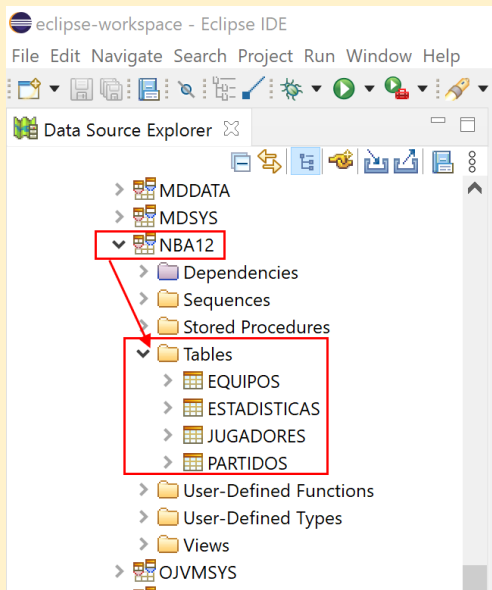 eclipse-workspace - Eclipse IDE
File Edit Navigate Search Project Run Window Help
Data Source Explorer
MDDATA
MDSYS
NBA12
Dependencies
Sequences
Stored Procedures
Tables
EQUIPOS
ESTADISTICAS
JUGADORES
PARTIDOS
User-Defined Functions
User-Defined Types
Views
OJVMSYS